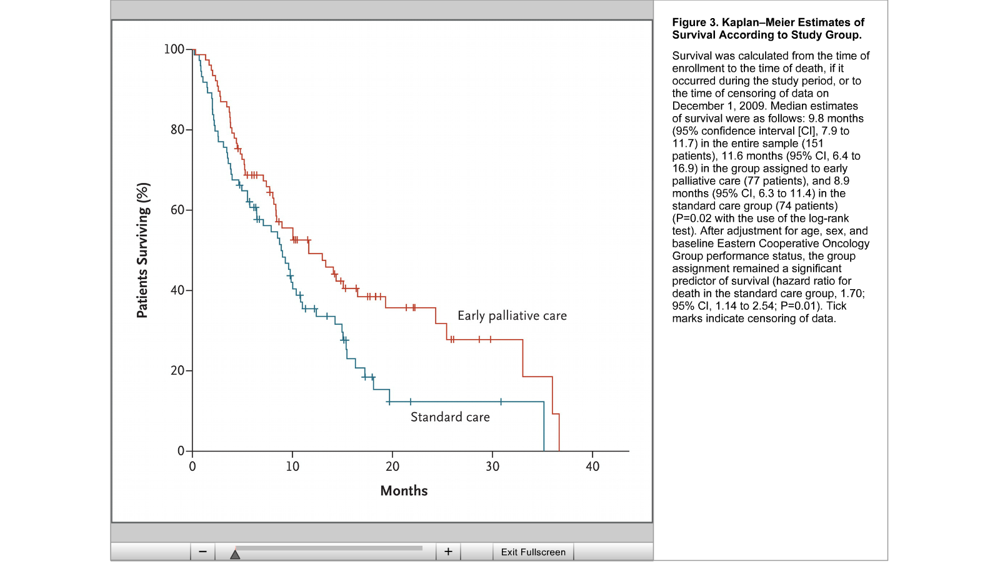 Figure 3. Kaplan–Meier Estimates of
Survival According to Study Group.
Survival was calculated from the time of
enrollment to the time of death, if it
occurred during the study period, or to
the time of censoring of data on
December 1, 2009. Median estimates
of survival were as follows: 9.8 months
(95% confidence interval [CI], 7.9 to
11.7) in the entire sample (151
patients), 11.6 months (95% CI, 6.4 to
16.9) in the group assigned to early
palliative care (77 patients), and 8.9
months (95% CI, 6.3 to 11.4) in the
standard care group (74 patients)
(P=0.02 with the use of the log-rank
test). After adjustment for age, sex, and
baseline Eastern Cooperative Oncology
Group performance status, the group
assignment remained a significant
predictor of survival (hazard ratio for
death in the standard care group, 1.70;
95% CI, 1.14 to 2.54; P=0.01). Tick
marks indicate censoring of data.
Patients Surviving (%)
100
80
60
40
20
0
Early palliative care
Standard care
0 10 20 30 40
Months
− + Exit Fullscreen